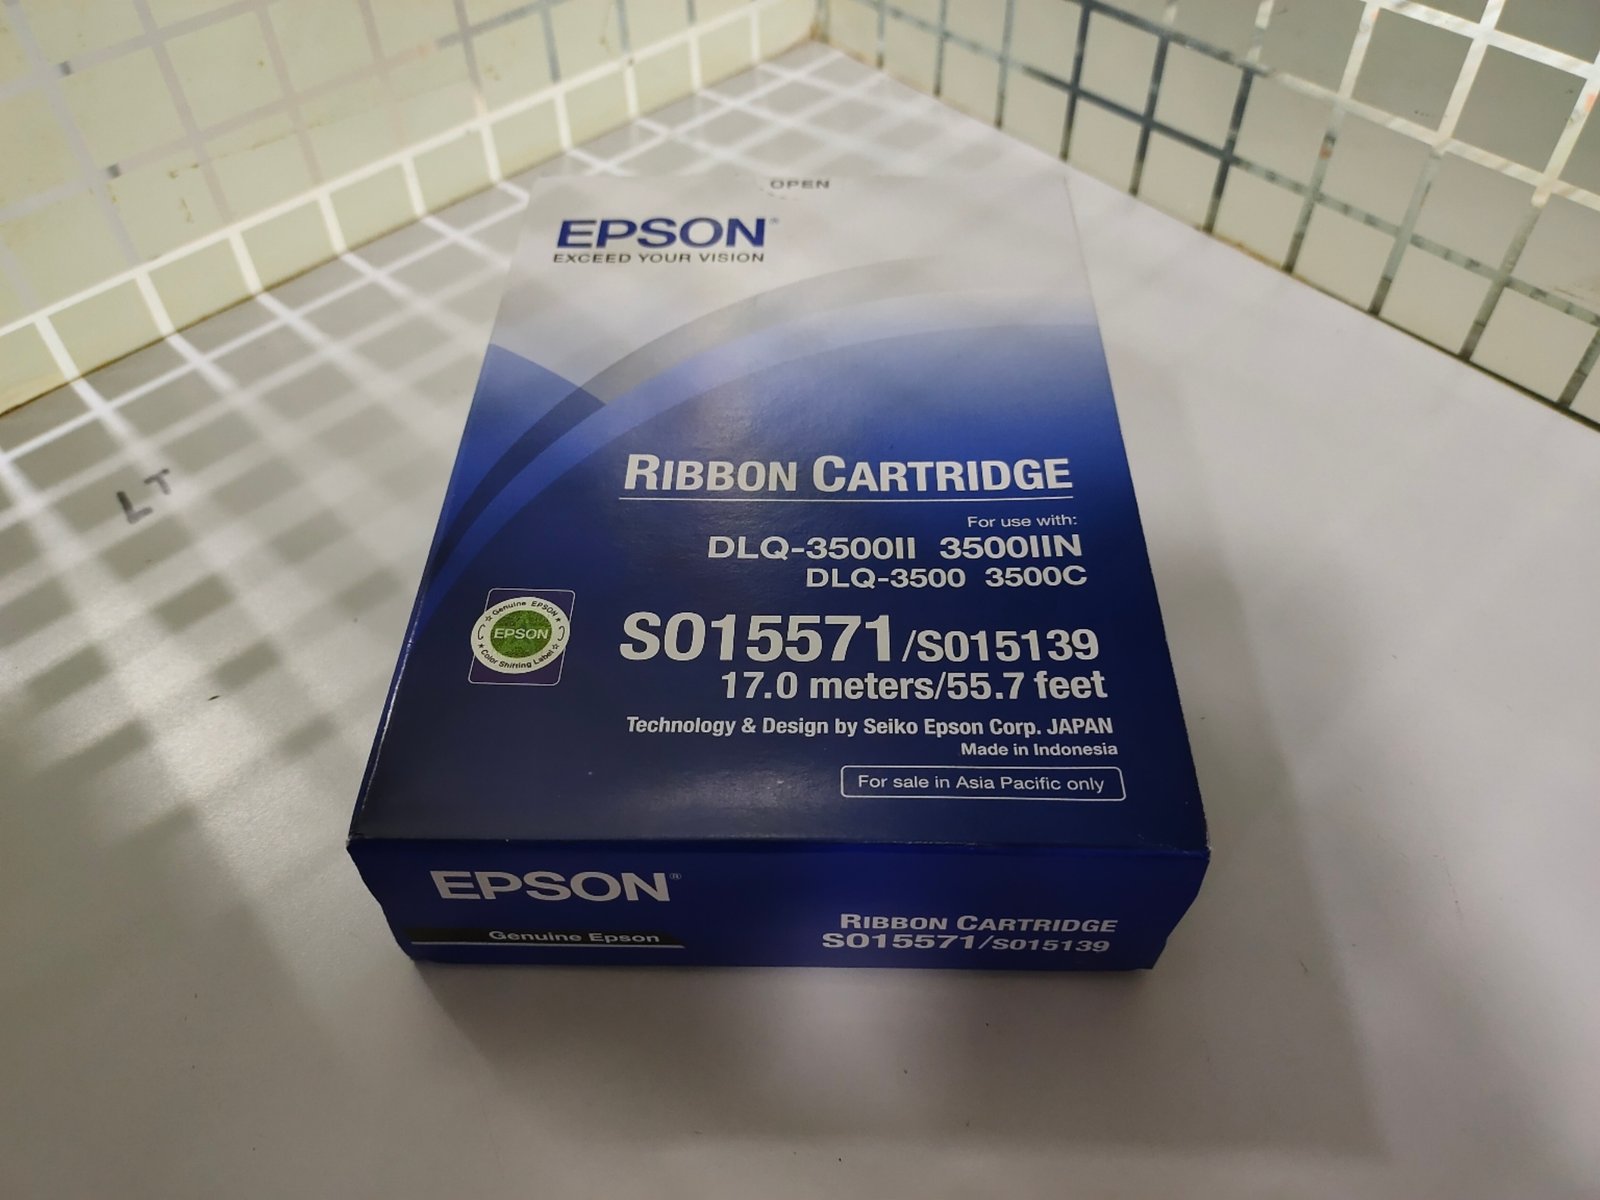 OPEN
EPSON®
EXCEED YOUR VISION
RIBBON CARTRIDGE
For use with:
DLQ-3500II 3500IIN
DLQ-3500 3500C
Genuine EPSON
EPSON
Color Shifting Label
S015571/S015139
17.0 meters/55.7 feet
Technology & Design by Seiko Epson Corp. JAPAN
Made in Indonesia
For sale in Asia Pacific only
EPSON®
Genuine Epson
RIBBON CARTRIDGE
S015571/S015139
LT